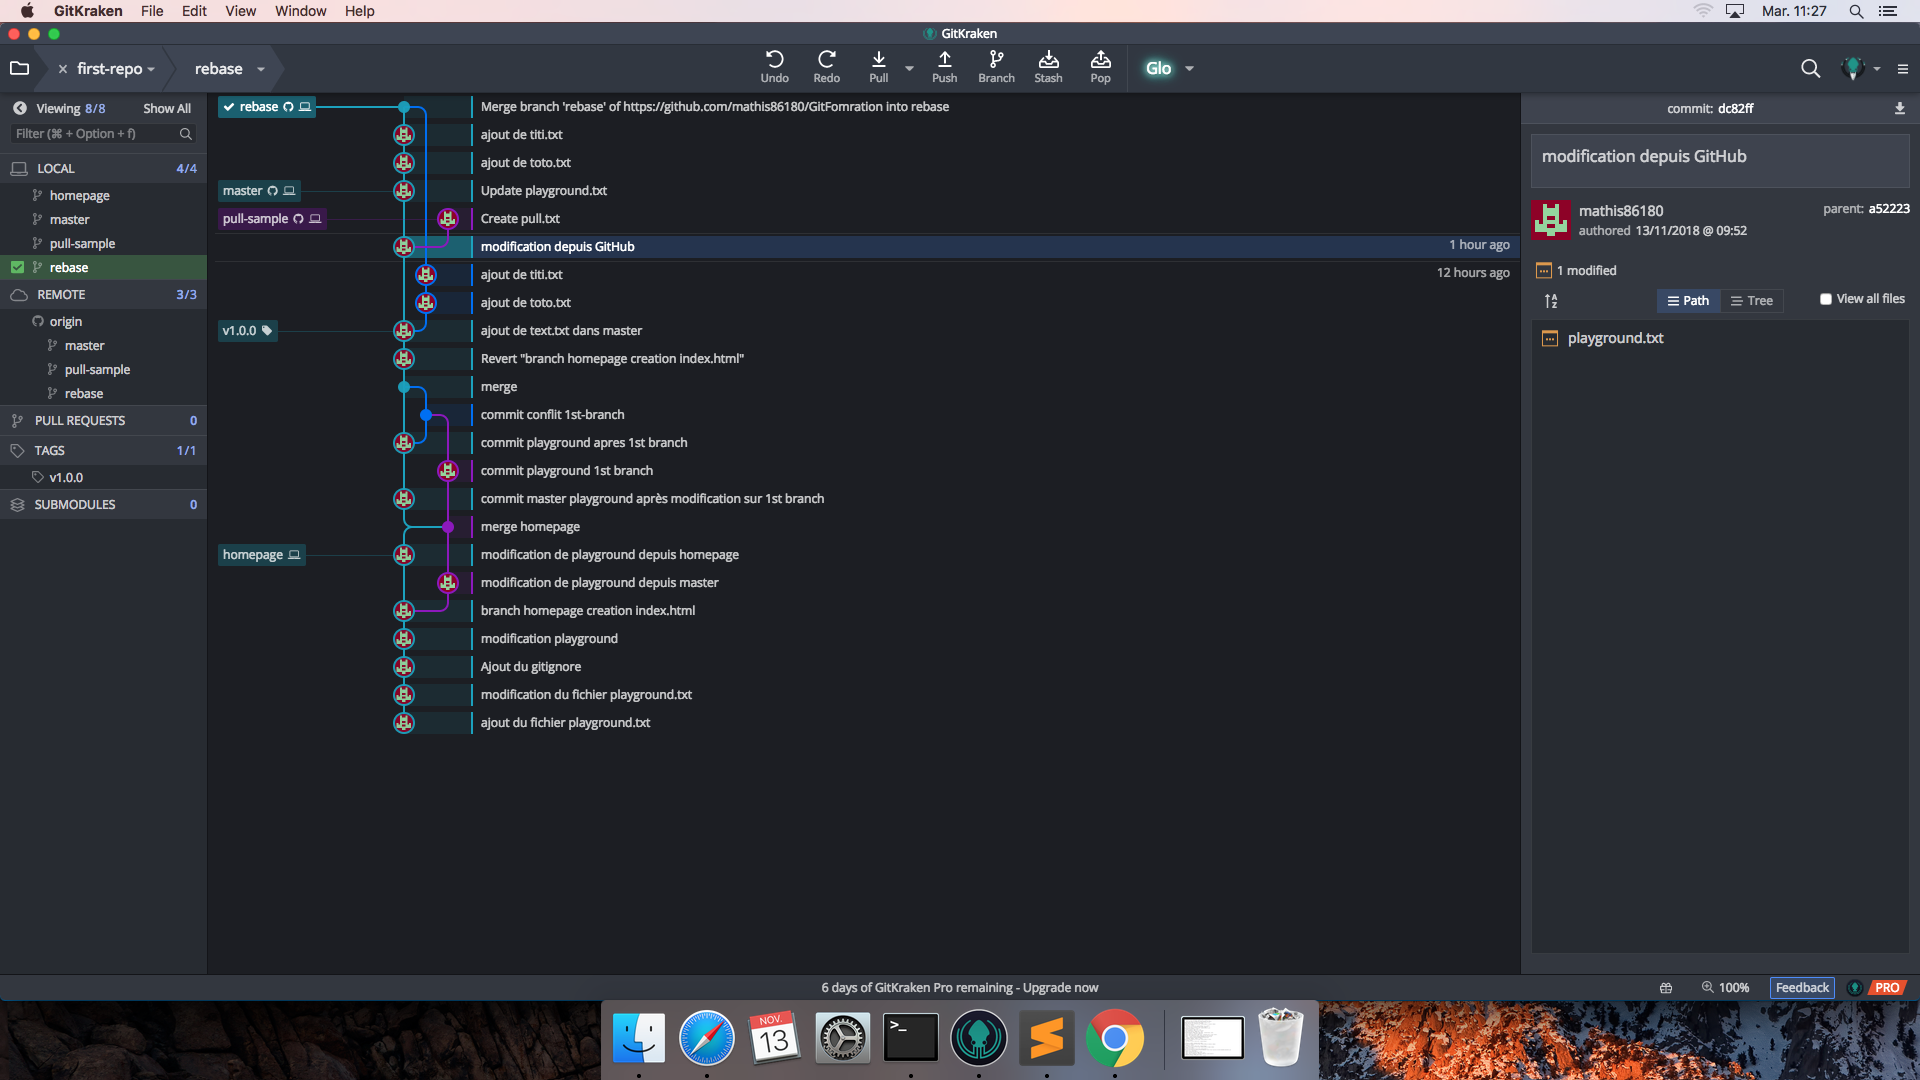 GitKraken File Edit View Window Help Mar. 11:27
GitKraken
first-repo rebase Undo Redo Pull Push Branch Stash Pop Glo
Viewing 8/8 Show All
Filter (⌘ + Option + f)
LOCAL 4/4
homepage
master
pull-sample
rebase
REMOTE 3/3
origin
master
pull-sample
rebase
PULL REQUESTS 0
TAGS 1/1
v1.0.0
SUBMODULES 0
rebase Merge branch 'rebase' of https://github.com/mathis86180/GitFomration into rebase
ajout de titi.txt
ajout de toto.txt
master Update playground.txt
pull-sample Create pull.txt
modification depuis GitHub 1 hour ago
ajout de titi.txt 12 hours ago
ajout de toto.txt
v1.0.0 ajout de text.txt dans master
Revert "branch homepage creation index.html"
merge
commit conflit 1st-branch
commit playground apres 1st branch
commit playground 1st branch
commit master playground après modification sur 1st branch
merge homepage
homepage modification de playground depuis homepage
modification de playground depuis master
branch homepage creation index.html
modification playground
Ajout du gitignore
modification du fichier playground.txt
ajout du fichier playground.txt
commit: dc82ff
modification depuis GitHub
mathis86180 parent: a52223
authored 13/11/2018 @ 09:52
1 modified
A
Z
Path Tree View all files
playground.txt
6 days of GitKraken Pro remaining - Upgrade now 100% Feedback PRO
NOV.
13
>_